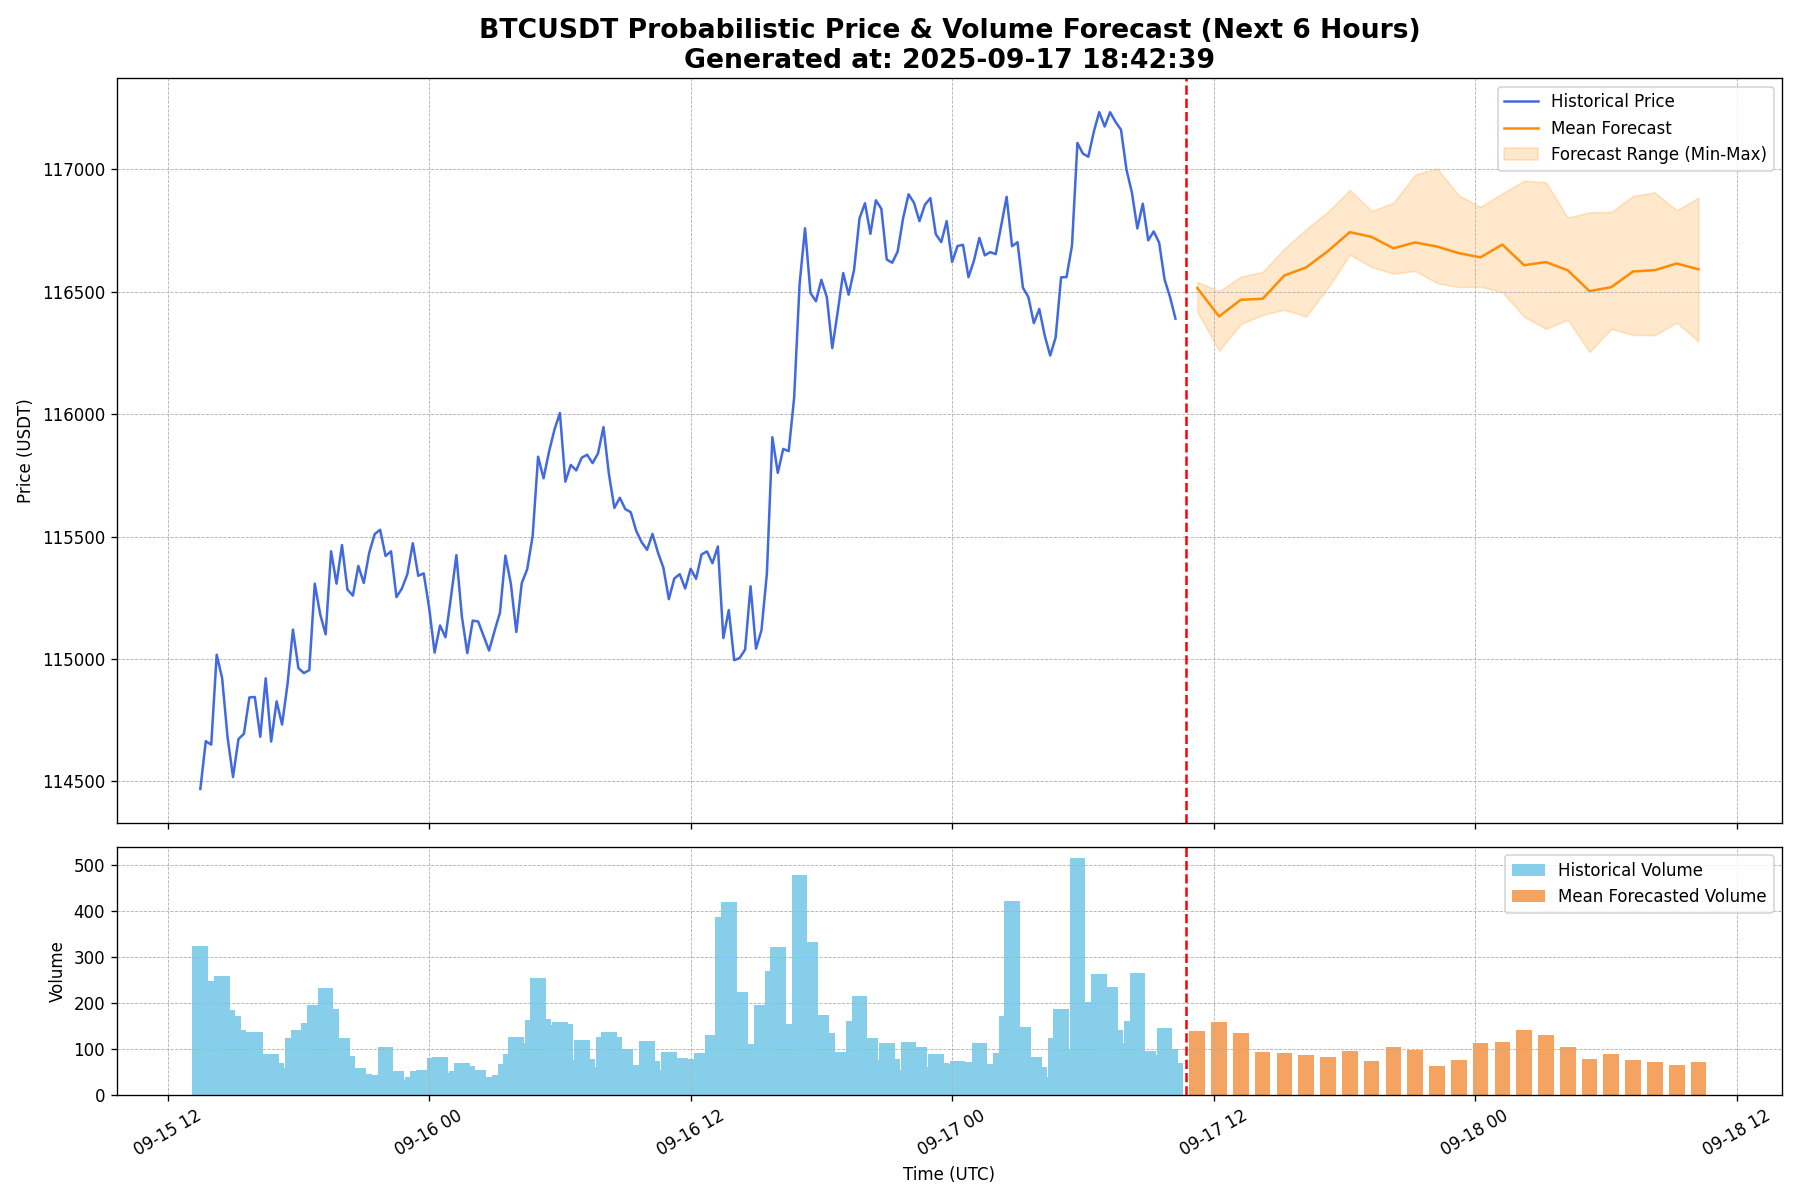 BTCUSDT Probabilistic Price & Volume Forecast (Next 6 Hours)
Generated at: 2025-09-17 18:42:39
Historical Price
Mean Forecast
Forecast Range (Min-Max)
117000
116500
116000
115500
115000
114500
Price (USDT)
Historical Volume
Mean Forecasted Volume
500
400
300
200
100
0
Volume
09-15 12
09-16 00
09-16 12
09-17 00
09-17 12
09-18 00
09-18 12
Time (UTC)